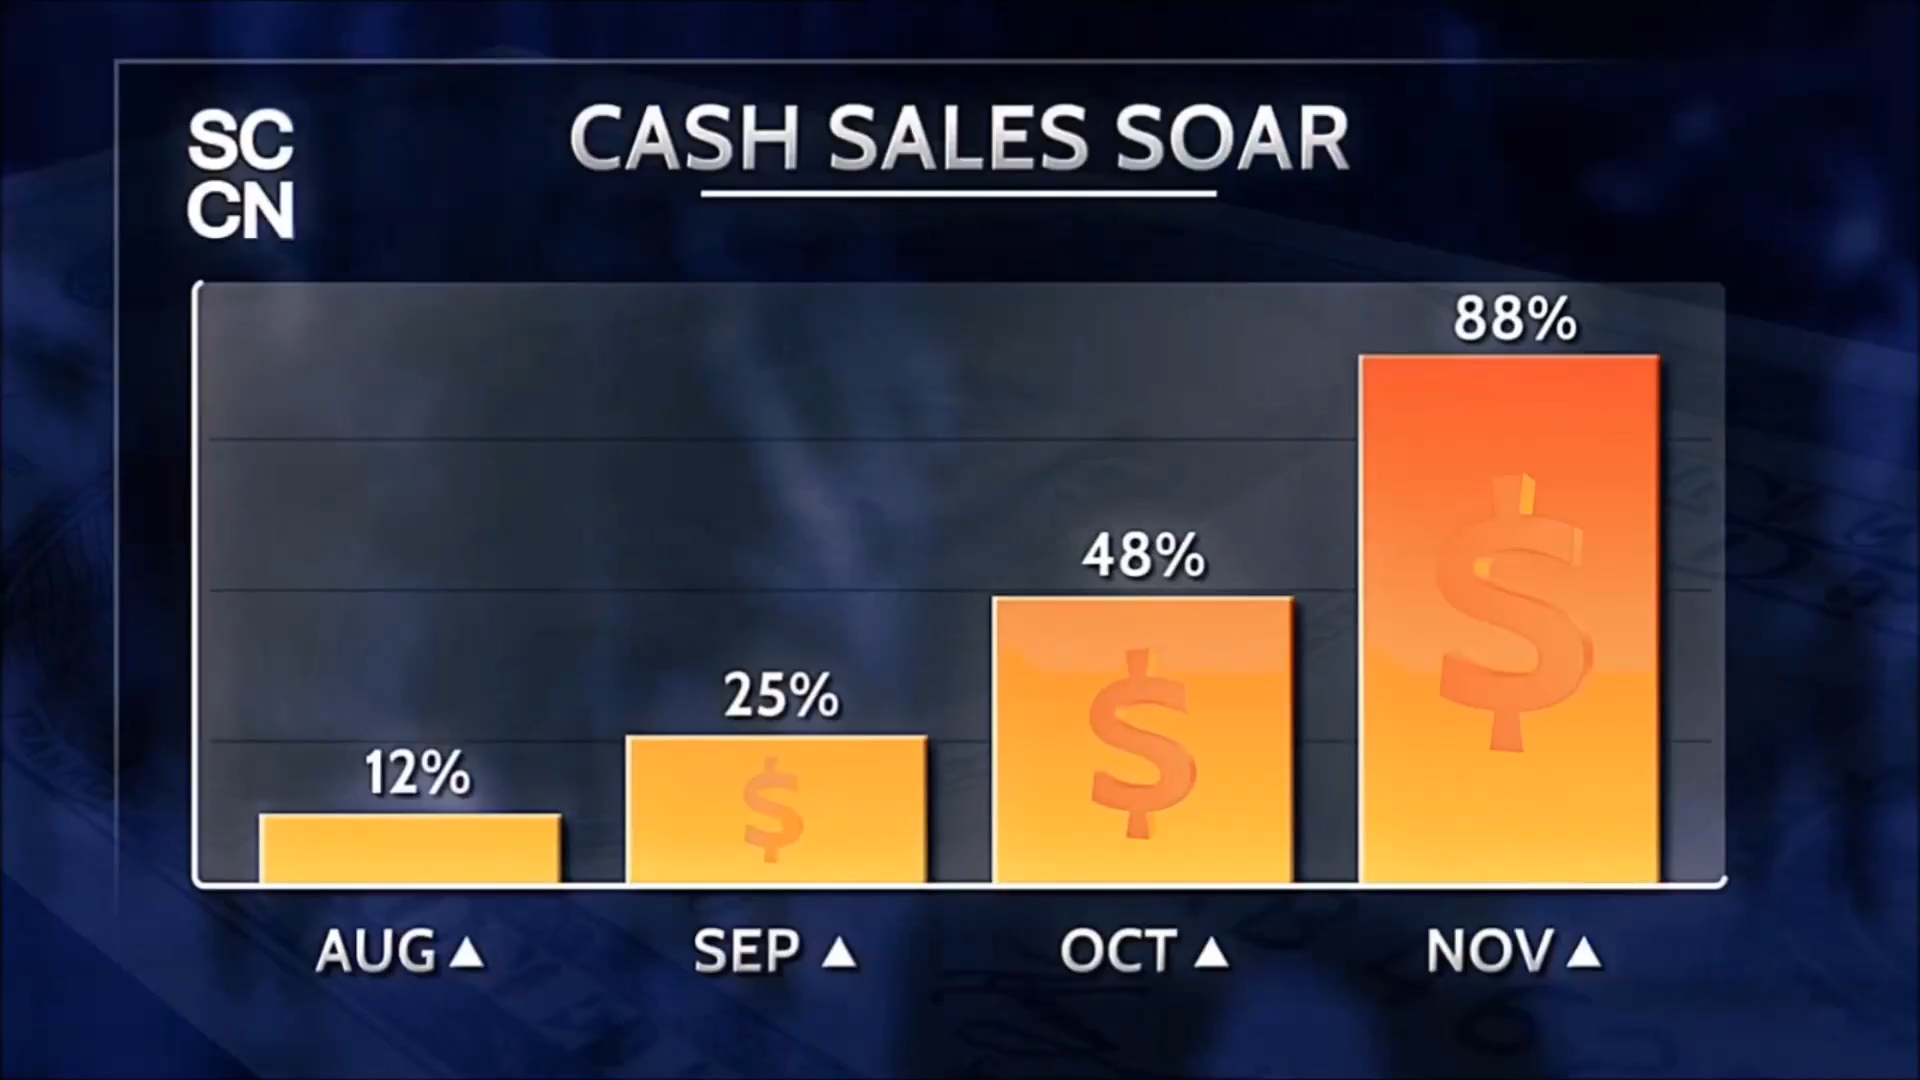 SC
CN
CASH SALES SOAR
88%
48%
25%
12%
AUG▲
SEP ▲
OCT ▲
NOV▲